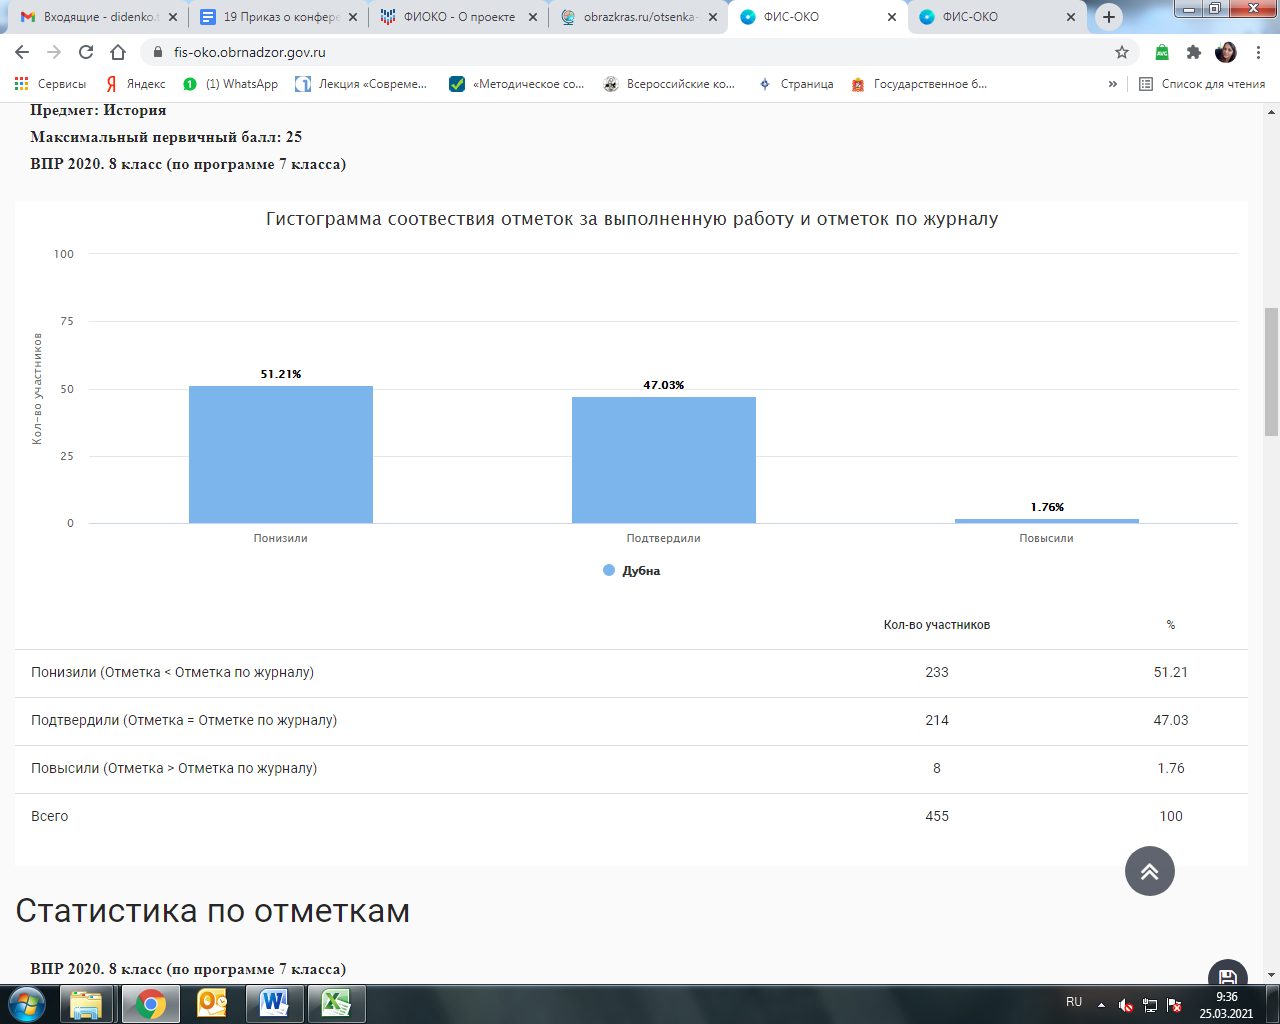 Входящие - didenko.
19 Приказ о конфере
ФИОКО - О проекте
obrazkras.ru/otsenka-
ФИС-ОКО
ФИС-ОКО
fis-oko.obrnadzor.gov.ru
Сервисы
Яндекс
(1) WhatsApp
Лекция «Совреме...
«Методическое со...
Всероссийские ко...
Страница
Государственное б...
»
Список для чтения
Предмет: История
Максимальный первичный балл: 25
ВПР 2020. 8 класс (по программе 7 класса)
Гистограмма соотвествия отметок за выполненную работу и отметок по журналу
Кол-во участников
100
75
50
25
0
51.21%
47.03%
1.76%
Понизили
Подтвердили
Повысили
Дубна
Кол-во участников %
Понизили (Отметка < Отметка по журналу) 233 51.21
Подтвердили (Отметка = Отметке по журналу) 214 47.03
Повысили (Отметка > Отметка по журналу) 8 1.76
Всего 455 100
Статистика по отметкам
ВПР 2020. 8 класс (по программе 7 класса)
RU
9:36
25.03.2021